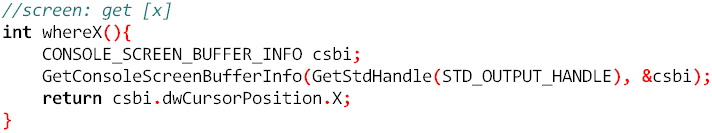 //screen: get [x]
int whereX(){
    CONSOLE_SCREEN_BUFFER_INFO csbi;
    GetConsoleScreenBufferInfo(GetStdHandle(STD_OUTPUT_HANDLE), &csbi);
    return csbi.dwCursorPosition.X;
}